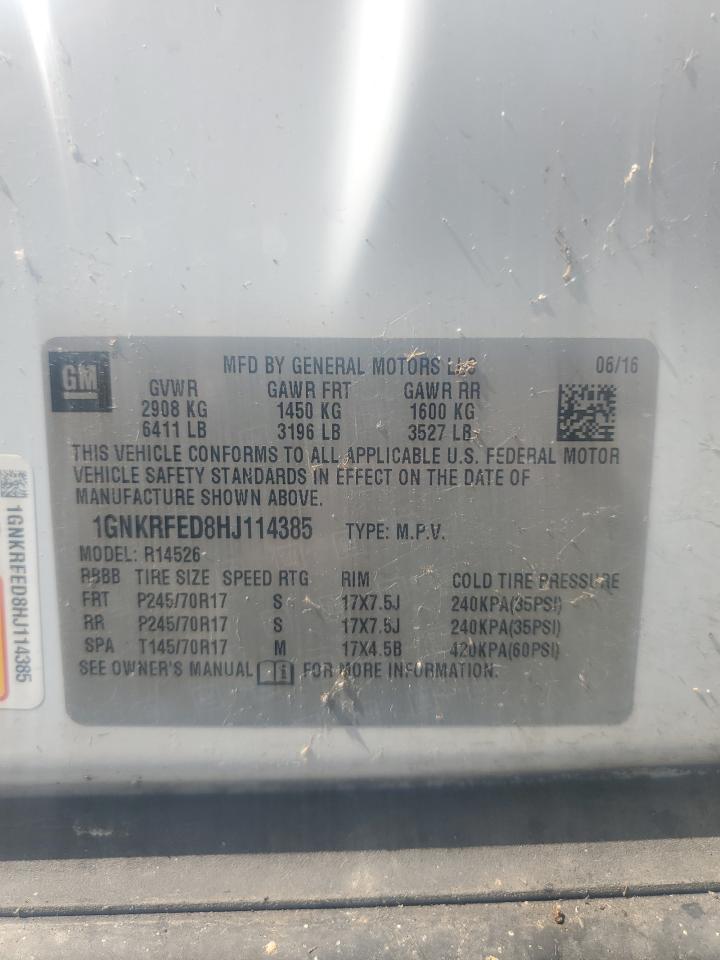 GM
MFD BY GENERAL MOTORS LLC 06/16
GVWR GAWR FRT GAWR RR
2908 KG 1450 KG 1600 KG
6411 LB 3196 LB 3527 LB
THIS VEHICLE CONFORMS TO ALL APPLICABLE U.S. FEDERAL MOTOR
VEHICLE SAFETY STANDARDS IN EFFECT ON THE DATE OF
MANUFACTURE SHOWN ABOVE.
1GNKRFED8HJ114385 TYPE: M.P.V.
MODEL: R14526
RBBB TIRE SIZE SPEED RTG RIM COLD TIRE PRESSURE
FRT P245/70R17 S 17X7.5J 240KPA(35PSI)
RR P245/70R17 S 17X7.5J 240KPA(35PSI)
SPA T145/70R17 M 17X4.5B 420KPA(60PSI)
SEE OWNER'S MANUAL i FOR MORE INFORMATION.
1GNKRFED8HJ114385